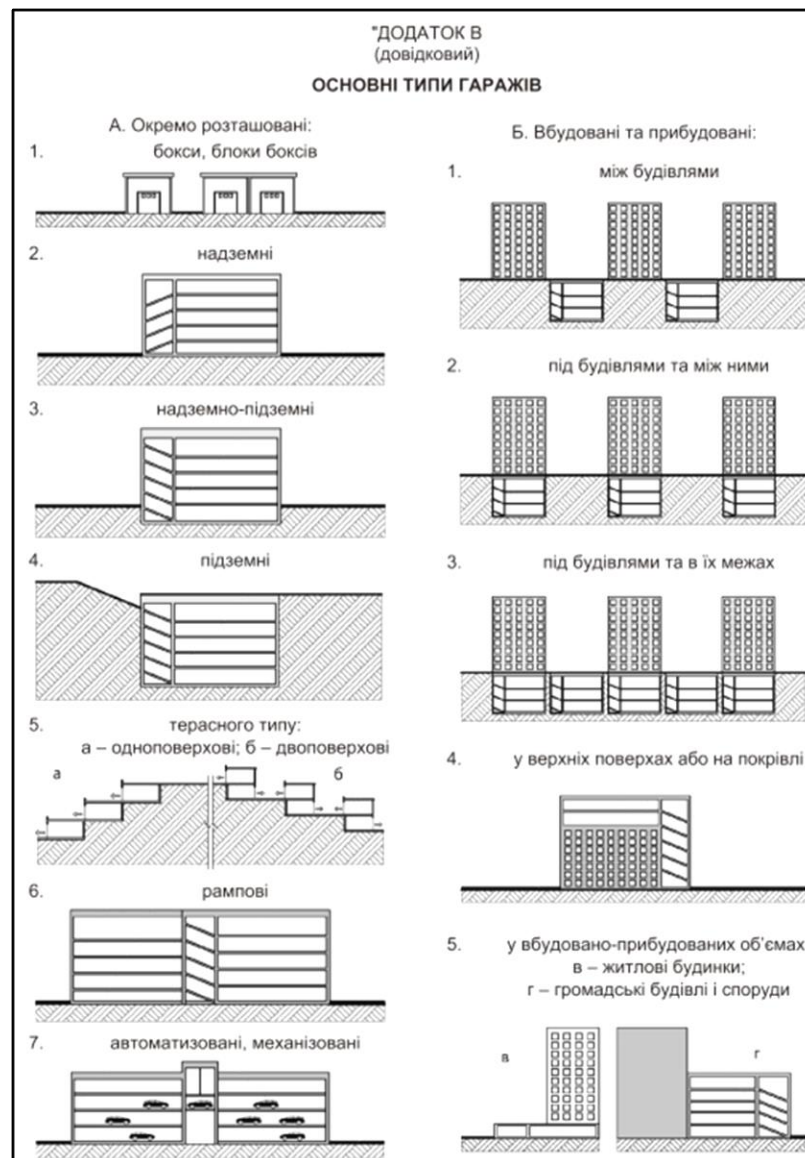 "ДОДАТОК В
(довідковий)
ОСНОВНІ ТИПИ ГАРАЖІВ
А. Окремо розташовані:
1. бокси, блоки боксів
2. надземні
3. надземно-підземні
4. підземні
5. терасного типу:
а – одноповерхові; б – двоповерхові
а
б
6. рампові
7. автоматизовані, механізовані
Б. Вбудовані та прибудовані:
1. між будівлями
2. під будівлями та між ними
3. під будівлями та в їх межах
4. у верхніх поверхах або на покрівлі
5. у вбудовано-прибудованих об'ємах
в – житлові будинки;
г – громадські будівлі і споруди
в
г